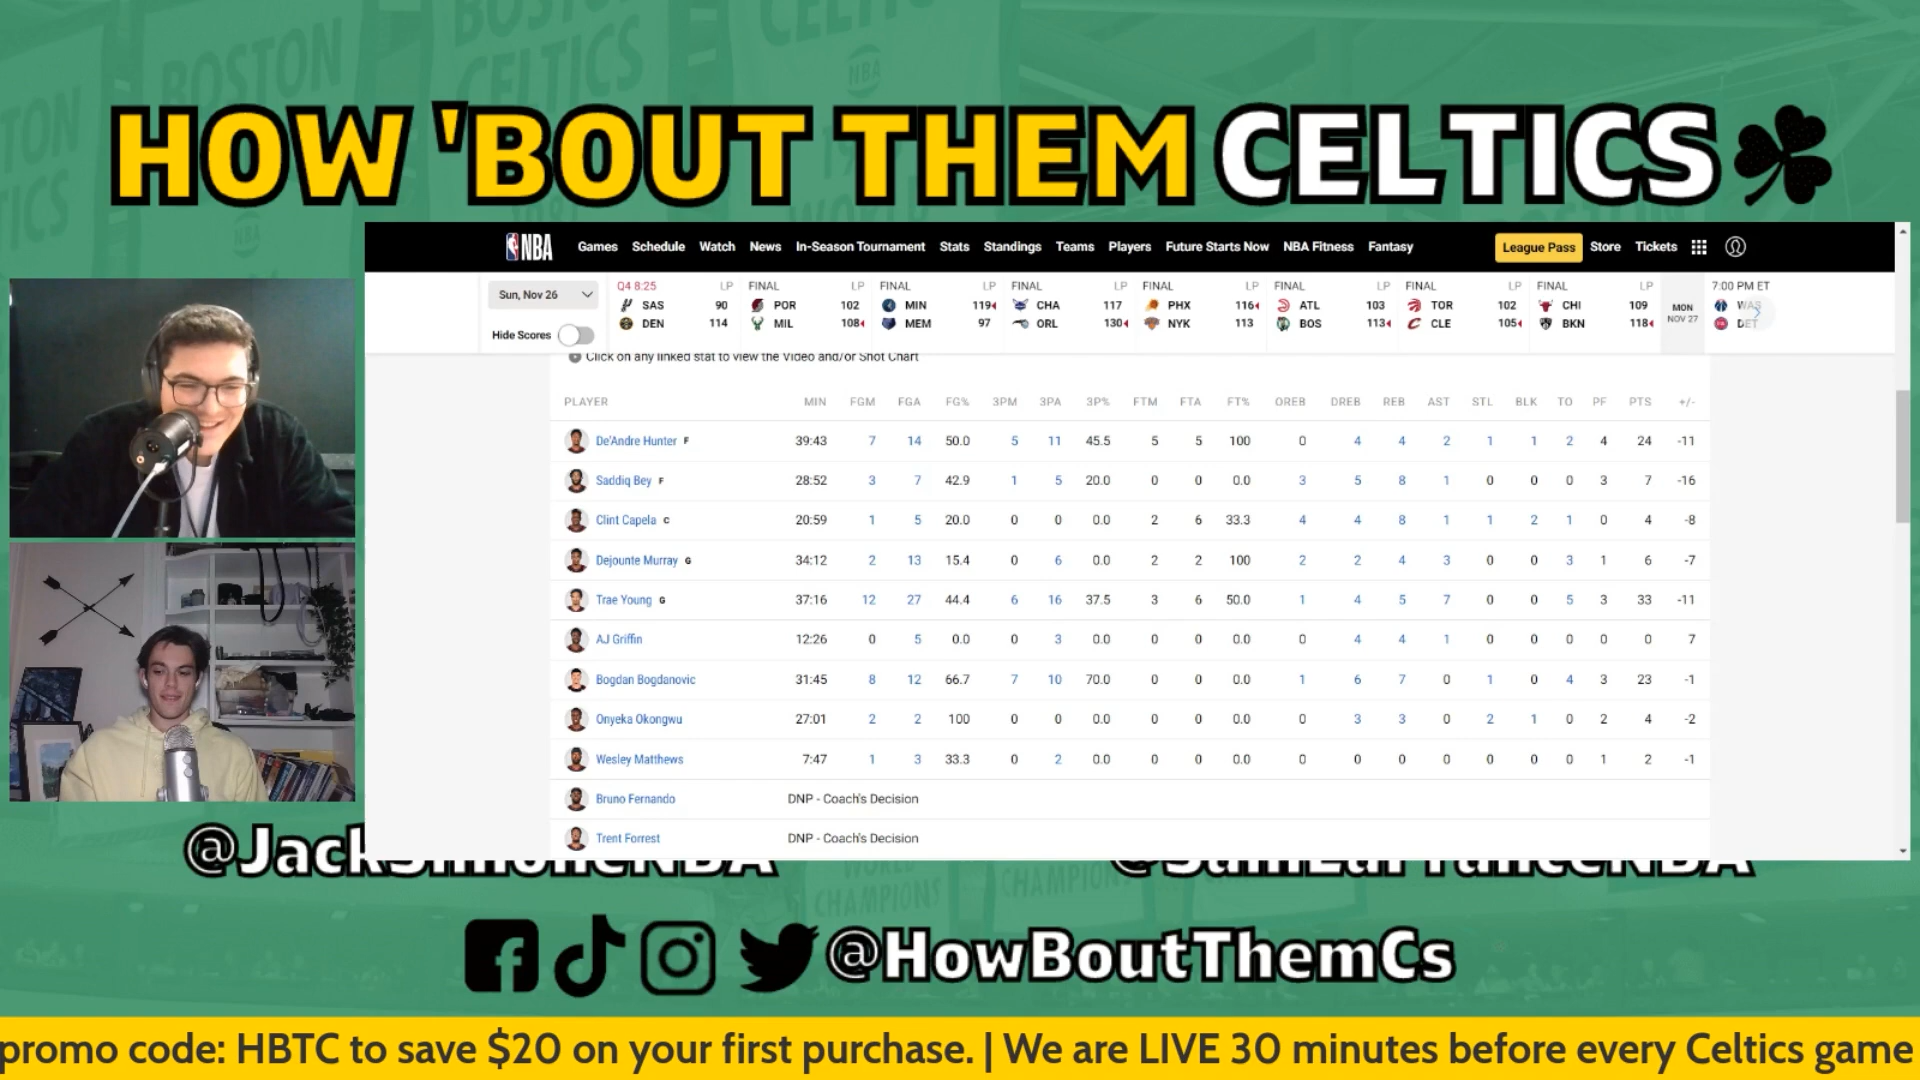 HOW 'BOUT THEM CELTICS
NBA Games Schedule Watch News In-Season Tournament Stats Standings Teams Players Future Starts Now NBA Fitness Fantasy League Pass Store Tickets
Sun, Nov 26
Hide Scores
Q4 8:25 LP
SAS 90
DEN 114
FINAL LP
POR 102
MIL 108
FINAL LP
MIN 119
MEM 97
FINAL LP
CHA 117
ORL 130
FINAL LP
PHX 116
NYK 113
FINAL LP
ATL 103
BOS 113
FINAL LP
TOR 102
CLE 105
FINAL LP
CHI 109
BKN 118
MON
NOV 27
7:00 PM ET
WAS
DET
Click on any linked stat to view the Video and/or Shot Chart
PLAYER MIN FGM FGA FG% 3PM 3PA 3P% FTM FTA FT% OREB DREB REB AST STL BLK TO PF PTS +/-
De'Andre Hunter F 39:43 7 14 50.0 5 11 45.5 5 5 100 0 4 4 2 1 1 2 4 24 -11
Saddiq Bey F 28:52 3 7 42.9 1 5 20.0 0 0 0.0 3 5 8 1 0 0 0 3 7 -16
Clint Capela C 20:59 1 5 20.0 0 0 0.0 2 6 33.3 4 4 8 1 1 2 1 0 4 -8
Dejounte Murray G 34:12 2 13 15.4 0 6 0.0 2 2 100 2 2 4 3 0 0 3 1 6 -7
Trae Young G 37:16 12 27 44.4 6 16 37.5 3 6 50.0 1 4 5 7 0 0 5 3 33 -11
AJ Griffin 12:26 0 5 0.0 0 3 0.0 0 0 0.0 0 4 4 1 0 0 0 0 0 7
Bogdan Bogdanovic 31:45 8 12 66.7 7 10 70.0 0 0 0.0 1 6 7 0 1 0 4 3 23 -1
Onyeka Okongwu 27:01 2 2 100 0 0 0.0 0 0 0.0 0 3 3 0 2 1 0 2 4 -2
Wesley Matthews 7:47 1 3 33.3 0 2 0.0 0 0 0.0 0 0 0 0 0 0 0 1 2 -1
Bruno Fernando DNP - Coach's Decision
Trent Forrest DNP - Coach's Decision
@JackSimoneNBA @SamLaFranceNBA
@HowBoutThemCs
promo code: HBTC to save $20 on your first purchase. | We are LIVE 30 minutes before every Celtics game